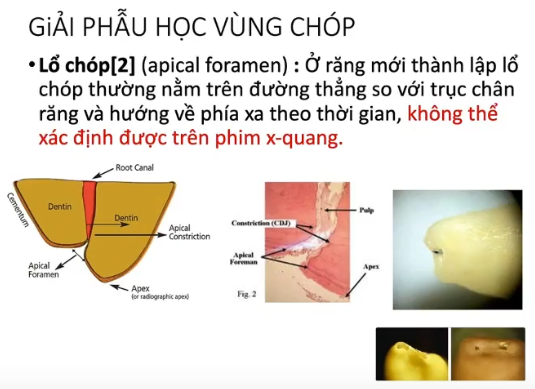 GiẢI PHẪU HỌC VÙNG CHÓP
• Lổ chóp[2] (apical foramen) : Ở răng mới thành lập lổ
chóp thường nằm trên đường thẳng so với trục chân
răng và hướng về phía xa theo thời gian, không thể
xác định được trên phim x-quang.
Root Canal
Cementum
Dentin
Dentin
Apical
Constriction
Apical
Foramen
Apex
(or radiographic apex)
Pulp
Constriction (CDJ)
Apical
Foreman
Apex
Fig. 2